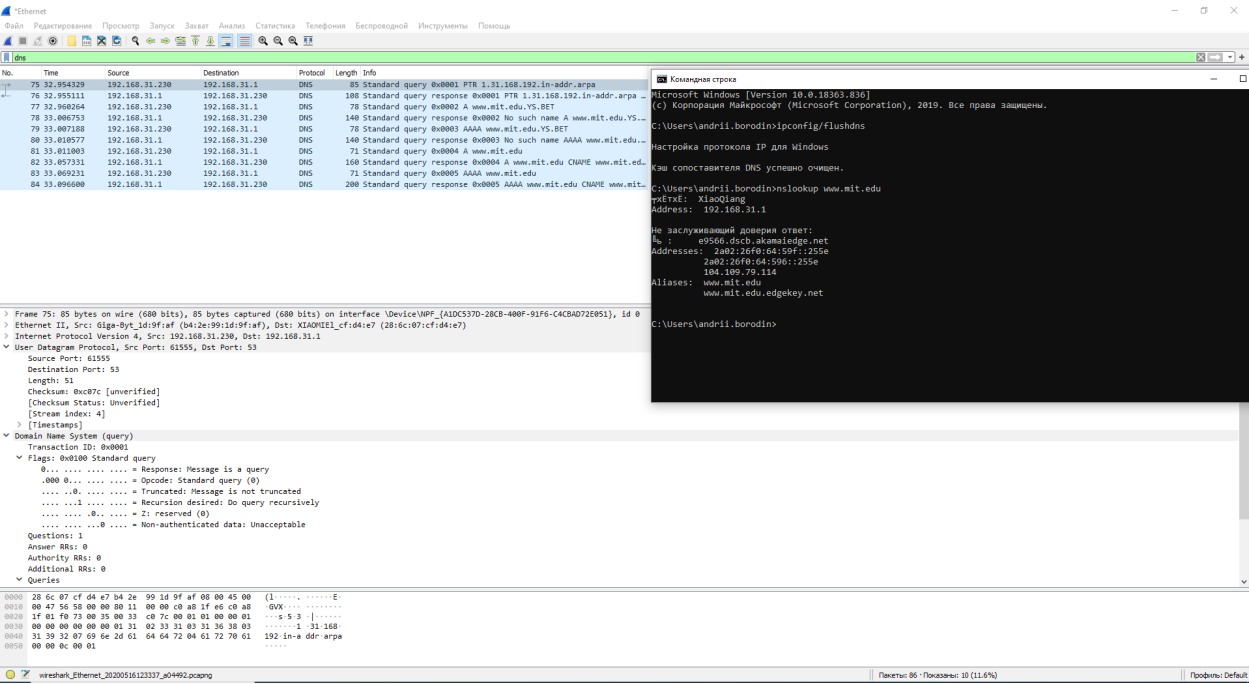 *Ethernet
Файл Редактирование Просмотр Запуск Захват Анализ Статистика Телефония Беспроводной Инструменты Помощь
dns
No. Time Source Destination Protocol Length Info
75 32.954329 192.168.31.230 192.168.31.1 DNS 85 Standard query 0x0001 PTR 1.31.168.192.in-addr.arpa
76 32.955111 192.168.31.1 192.168.31.230 DNS 108 Standard query response 0x0001 PTR 1.31.168.192.in-addr.arpa …
77 32.960264 192.168.31.230 192.168.31.1 DNS 78 Standard query 0x0002 A www.mit.edu.YS.BET
78 33.006753 192.168.31.1 192.168.31.230 DNS 140 Standard query response 0x0002 No such name A www.mit.edu.YS.…
79 33.007188 192.168.31.230 192.168.31.1 DNS 78 Standard query 0x0003 AAAA www.mit.edu.YS.BET
80 33.010577 192.168.31.1 192.168.31.230 DNS 140 Standard query response 0x0003 No such name AAAA www.mit.edu…
81 33.011003 192.168.31.230 192.168.31.1 DNS 71 Standard query 0x0004 A www.mit.edu
82 33.057331 192.168.31.1 192.168.31.230 DNS 160 Standard query response 0x0004 A www.mit.edu CNAME www.mit.ed…
83 33.069231 192.168.31.230 192.168.31.1 DNS 71 Standard query 0x0005 AAAA www.mit.edu
84 33.096600 192.168.31.1 192.168.31.230 DNS 200 Standard query response 0x0005 AAAA www.mit.edu CNAME www.mit…
Командная строка
Microsoft Windows [Version 10.0.18363.836]
(c) Корпорация Майкрософт (Microsoft Corporation), 2019. Все права защищены.
C:\Users\andrii.borodin>ipconfig/flushdns
Настройка протокола IP для Windows
Кэш сопоставителя DNS успешно очищен.
C:\Users\andrii.borodin>nslookup www.mit.edu
╤хЁтхЁ: XiaoQiang
Address: 192.168.31.1
Не заслуживающий доверия ответ:
╚ь : e9566.dscb.akamaiedge.net
Addresses: 2a02:26f0:64:59f::255e
2a02:26f0:64:596::255e
104.109.79.114
Aliases: www.mit.edu
www.mit.edu.edgekey.net
C:\Users\andrii.borodin>
Frame 75: 85 bytes on wire (680 bits), 85 bytes captured (680 bits) on interface \Device\NPF_{A1DC537D-28CB-400F-91F6-C4CBAD72E051}, id 0
Ethernet II, Src: Giga-Byt_1d:9f:af (b4:2e:99:1d:9f:af), Dst: XIAOMIEl_cf:d4:e7 (28:6c:07:cf:d4:e7)
Internet Protocol Version 4, Src: 192.168.31.230, Dst: 192.168.31.1
User Datagram Protocol, Src Port: 61555, Dst Port: 53
Source Port: 61555
Destination Port: 53
Length: 51
Checksum: 0xc07c [unverified]
[Checksum Status: Unverified]
[Stream index: 4]
[Timestamps]
Domain Name System (query)
Transaction ID: 0x0001
Flags: 0x0100 Standard query
0... .... .... .... = Response: Message is a query
.000 0... .... .... = Opcode: Standard query (0)
.... ..0. .... .... = Truncated: Message is not truncated
.... ...1 .... .... = Recursion desired: Do query recursively
.... .... .0.. .... = Z: reserved (0)
.... .... ...0 .... = Non-authenticated data: Unacceptable
Questions: 1
Answer RRs: 0
Authority RRs: 0
Additional RRs: 0
Queries
0000 28 6c 07 cf d4 e7 b4 2e 99 1d 9f af 08 00 45 00 (l·····. ······E·
0010 00 47 56 58 00 00 80 11 00 00 c0 a8 1f e6 c0 a8 ·GVX···· ········
0020 1f 01 f0 73 00 35 00 33 c0 7c 00 01 01 00 00 01 ···s·5·3 ·|······
0030 00 00 00 00 00 00 01 31 02 33 31 03 31 36 38 03 ·······1 ·31·168·
0040 31 39 32 07 69 6e 2d 61 64 64 72 04 61 72 70 61 192·in-a ddr·arpa
0050 00 00 0c 00 01 ·····
wireshark_Ethernet_20200516123337_a04492.pcapng Пакеты: 86 · Показаны: 10 (11.6%) Профиль: Default